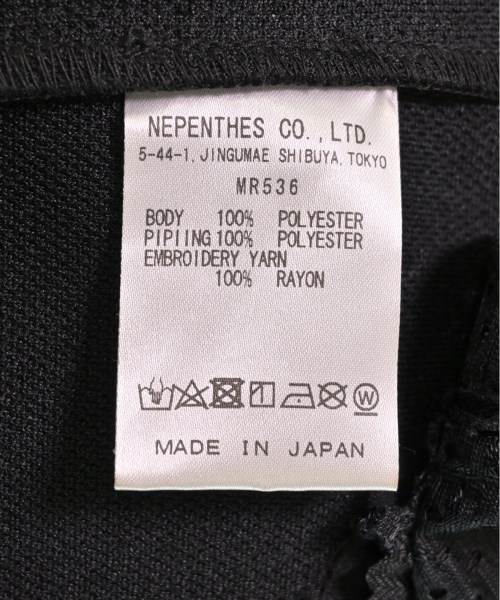 NEPENTHES CO.,LTD.
5-44-1, JINGUMAE SHIBUYA, TOKYO
MR536
BODY 100% POLYESTER
PIPIING 100% POLYESTER
EMBROIDERY YARN
100% RAYON
W
MADE IN JAPAN